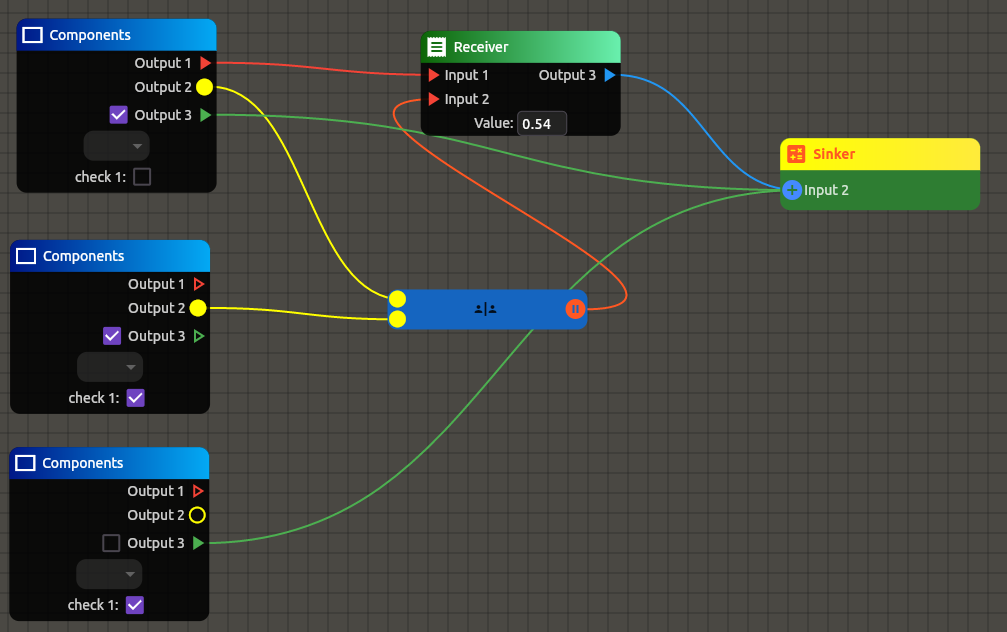 Components
Output 1
Output 2
Output 3
check 1:
Receiver
Input 1
Output 3
Input 2
Value: 0.54
Sinker
Input 2
Components
Output 1
Output 2
Output 3
check 1:
Components
Output 1
Output 2
Output 3
check 1: